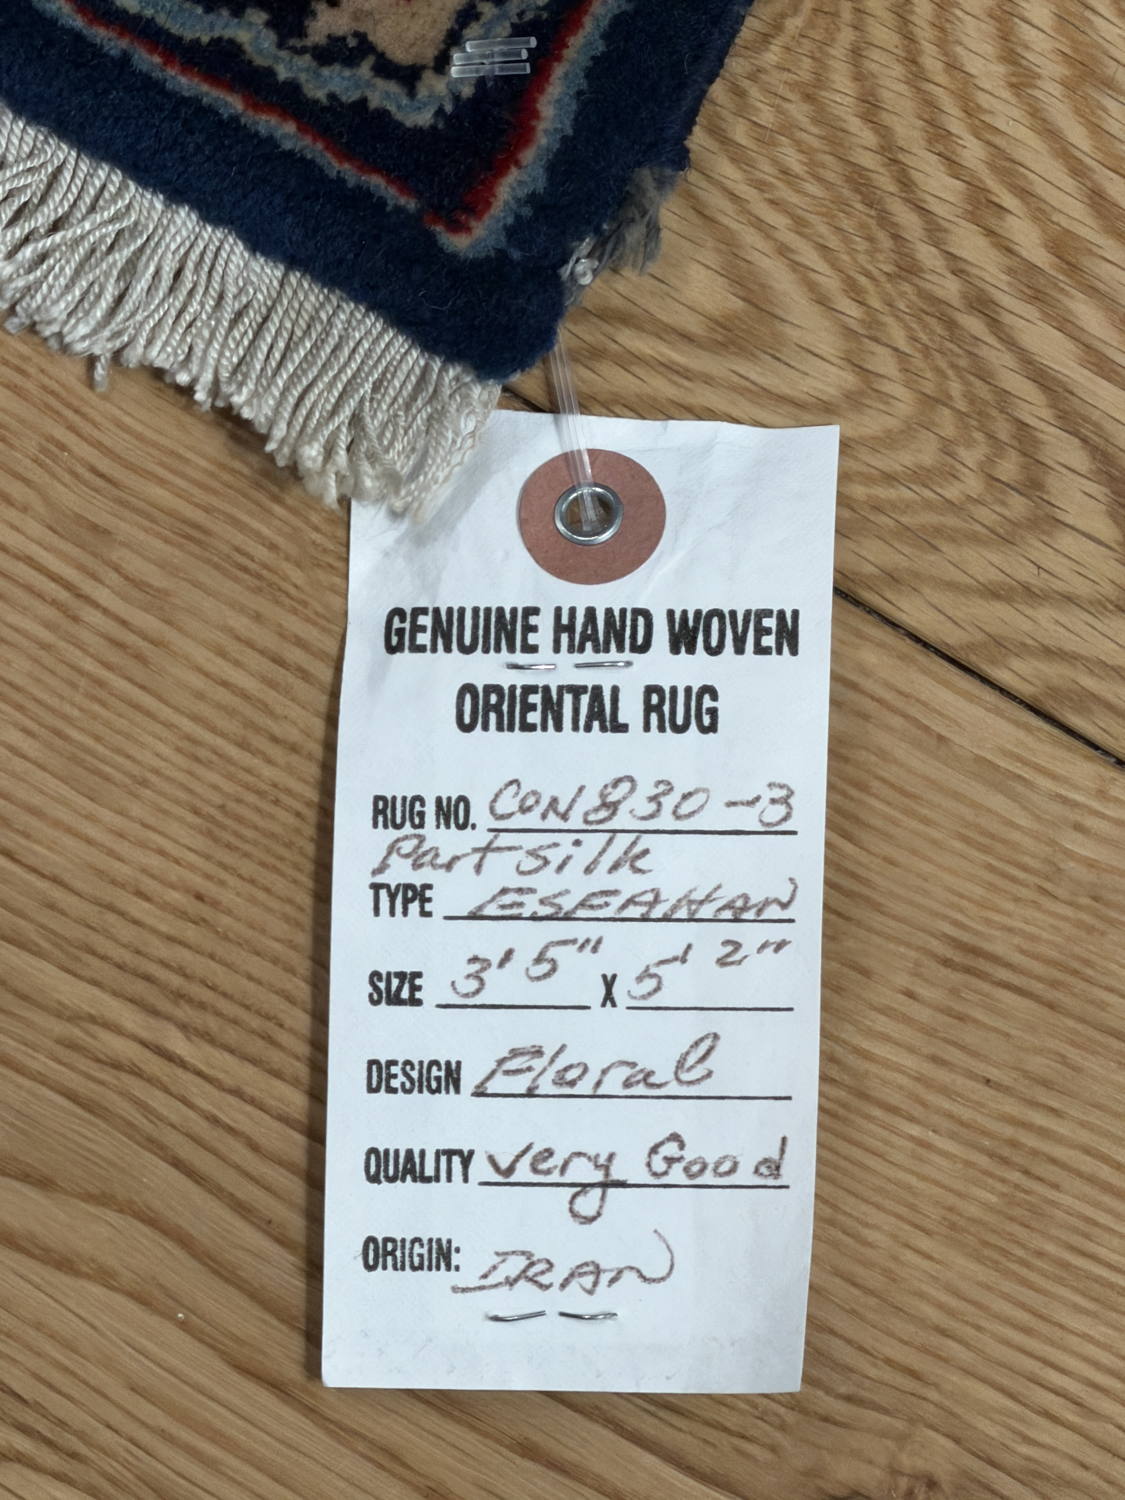 GENUINE HAND WOVEN
ORIENTAL RUG
RUG NO. CON830-3
Part silk
TYPE ESFAHAN
SIZE 3' 5" X 5' 2"
DESIGN Floral
QUALITY very Good
ORIGIN: IRAN